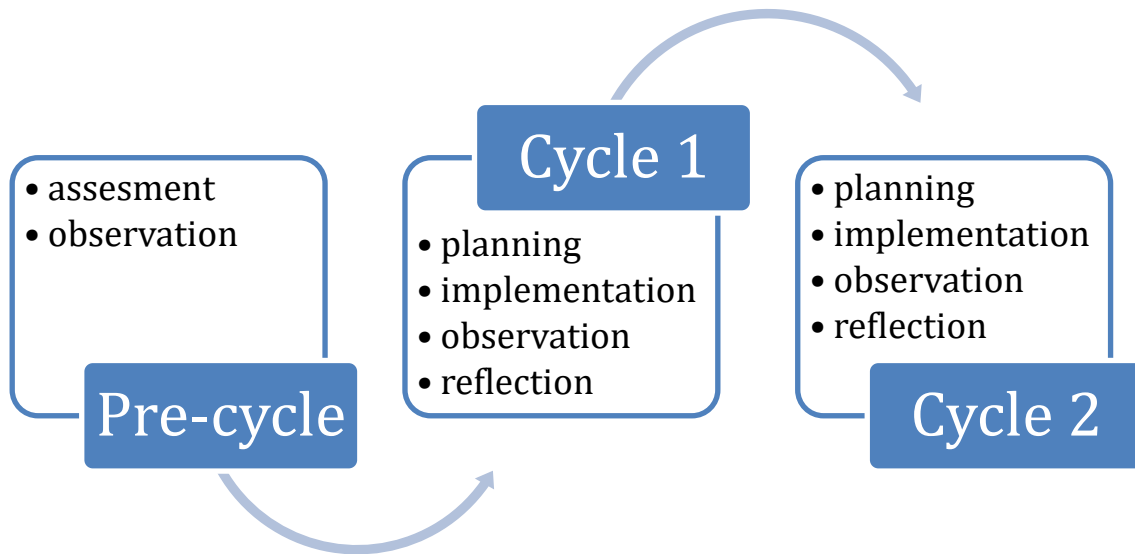 • assesment
• observation
Pre-cycle
Cycle 1
• planning
• implementation
• observation
• reflection
• planning
• implementation
• observation
• reflection
Cycle 2